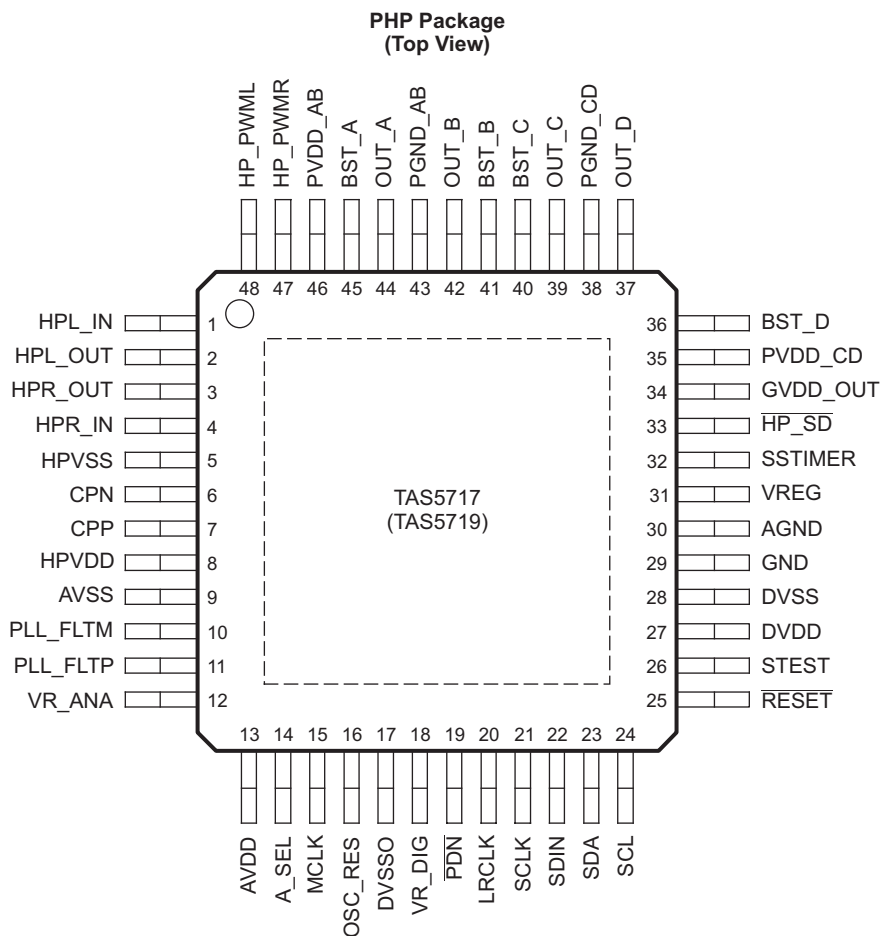 PHP Package
(Top View)
HP_PWML
HP_PWMR
PVDD_AB
BST_A
OUT_A
PGND_AB
OUT_B
BST_B
BST_C
OUT_C
PGND_CD
OUT_D
48 47 46 45 44 43 42 41 40 39 38 37
HPL_IN 1
HPL_OUT 2
HPR_OUT 3
HPR_IN 4
HPVSS 5
CPN 6
CPP 7
HPVDD 8
AVSS 9
PLL_FLTM 10
PLL_FLTP 11
VR_ANA 12
TAS5717
(TAS5719)
36 BST_D
35 PVDD_CD
34 GVDD_OUT
33 HP_SD
32 SSTIMER
31 VREG
30 AGND
29 GND
28 DVSS
27 DVDD
26 STEST
25 RESET
13 14 15 16 17 18 19 20 21 22 23 24
AVDD
A_SEL
MCLK
OSC_RES
DVSSO
VR_DIG
PDN
LRCLK
SCLK
SDIN
SDA
SCL